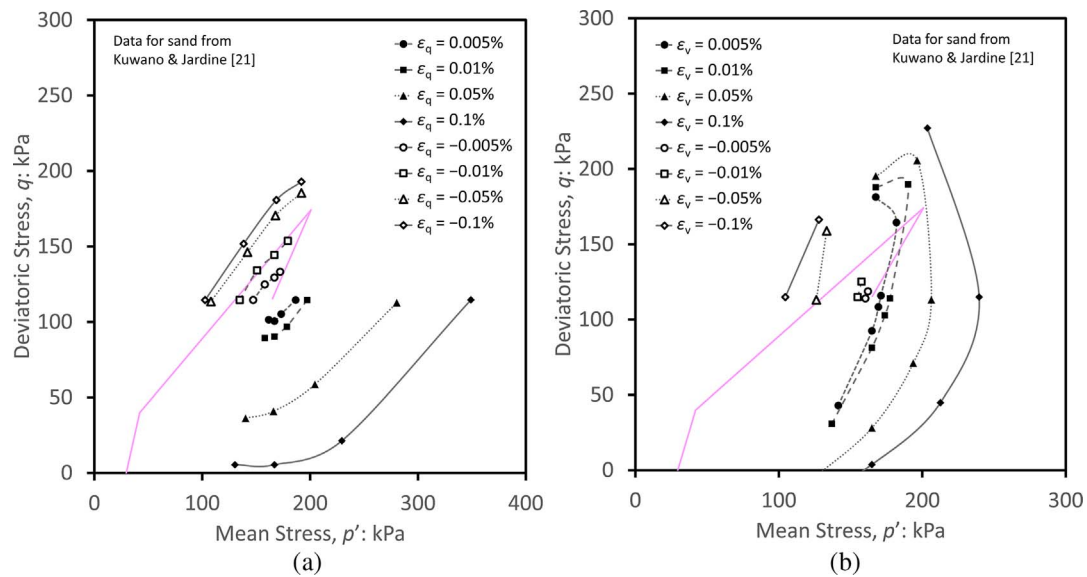 300
250
200
150
100
50
0
0
100
200
300
400
Deviatoric Stress, q: kPa
Mean Stress, p′: kPa
Data for sand from
Kuwano & Jardine [21]
εq = 0.005%
εq = 0.01%
εq = 0.05%
εq = 0.1%
εq = −0.005%
εq = −0.01%
εq = −0.05%
εq = −0.1%
(a)
300
250
200
150
100
50
0
0
100
200
300
Deviatoric Stress, q: kPa
Mean Stress, p′: kPa
Data for sand from
Kuwano & Jardine [21]
εv = 0.005%
εv = 0.01%
εv = 0.05%
εv = 0.1%
εv = −0.005%
εv = −0.01%
εv = −0.05%
εv = −0.1%
(b)